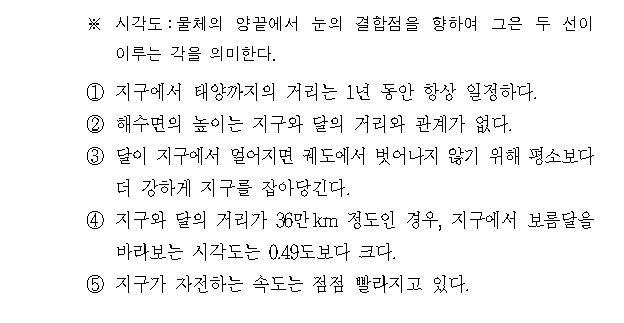 ※ 시각도 : 물체의 양끝에서 눈의 결합점을 향하여 그은 두 선이
이루는 각을 의미한다.
① 지구에서 태양까지의 거리는 1년 동안 항상 일정하다.
② 해수면의 높이는 지구와 달의 거리와 관계가 없다.
③ 달이 지구에서 멀어지면 궤도에서 벗어나지 않기 위해 평소보다
더 강하게 지구를 잡아당긴다.
④ 지구와 달의 거리가 36만km 정도인 경우, 지구에서 보름달을
바라보는 시각도는 0.49도보다 크다.
⑤ 지구가 자전하는 속도는 점점 빨라지고 있다.